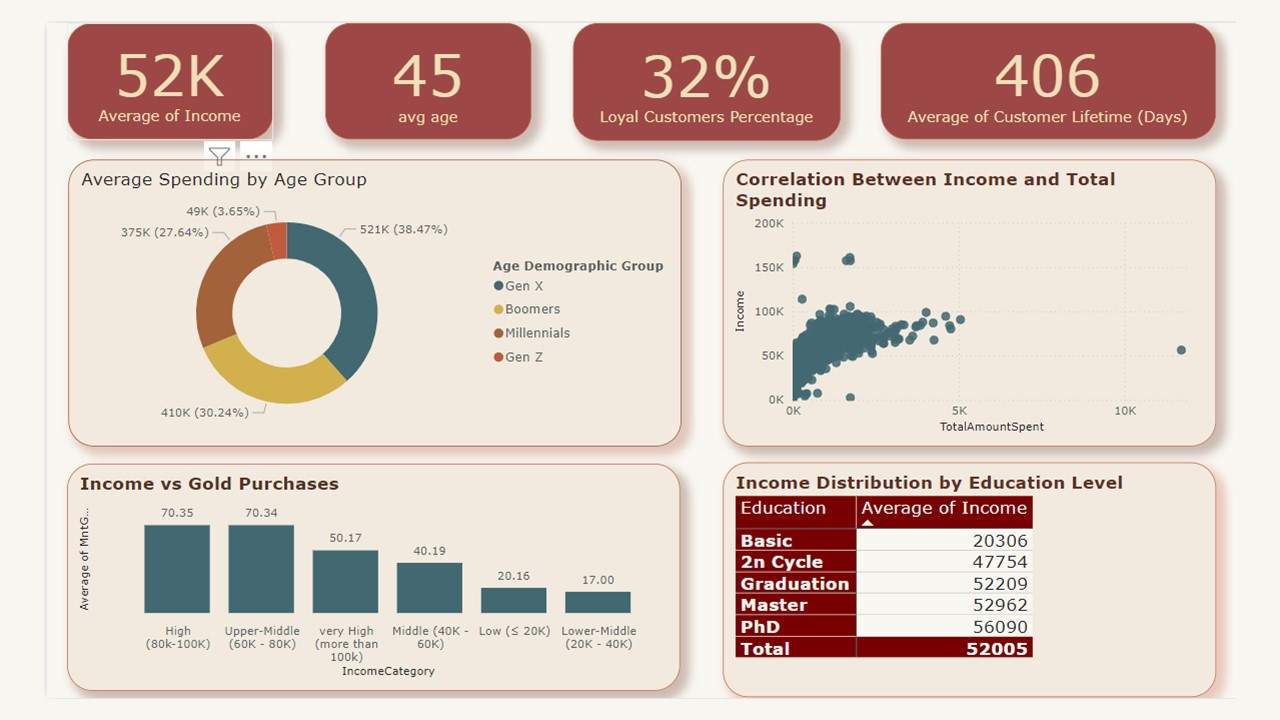 52K
Average of Income
45
avg age
32%
Loyal Customers Percentage
406
Average of Customer Lifetime (Days)
Average Spending by Age Group
49K (3.65%)
375K (27.64%)
521K (38.47%)
410K (30.24%)
Age Demographic Group
Gen X
Boomers
Millennials
Gen Z
Correlation Between Income and Total
Spending
200K
150K
100K
50K
0K
Income
0K 5K 10K
TotalAmountSpent
Income vs Gold Purchases
Average of MntG...
70.35 70.34 50.17 40.19 20.16 17.00
High
(80k-100K)
Upper-Middle
(60K - 80K)
very High
(more than
100k)
Middle (40K -
60K)
Low (≤ 20K)
Lower-Middle
(20K - 40K)
IncomeCategory
Income Distribution by Education Level
Education Average of Income
Basic 20306
2n Cycle 47754
Graduation 52209
Master 52962
PhD 56090
Total 52005